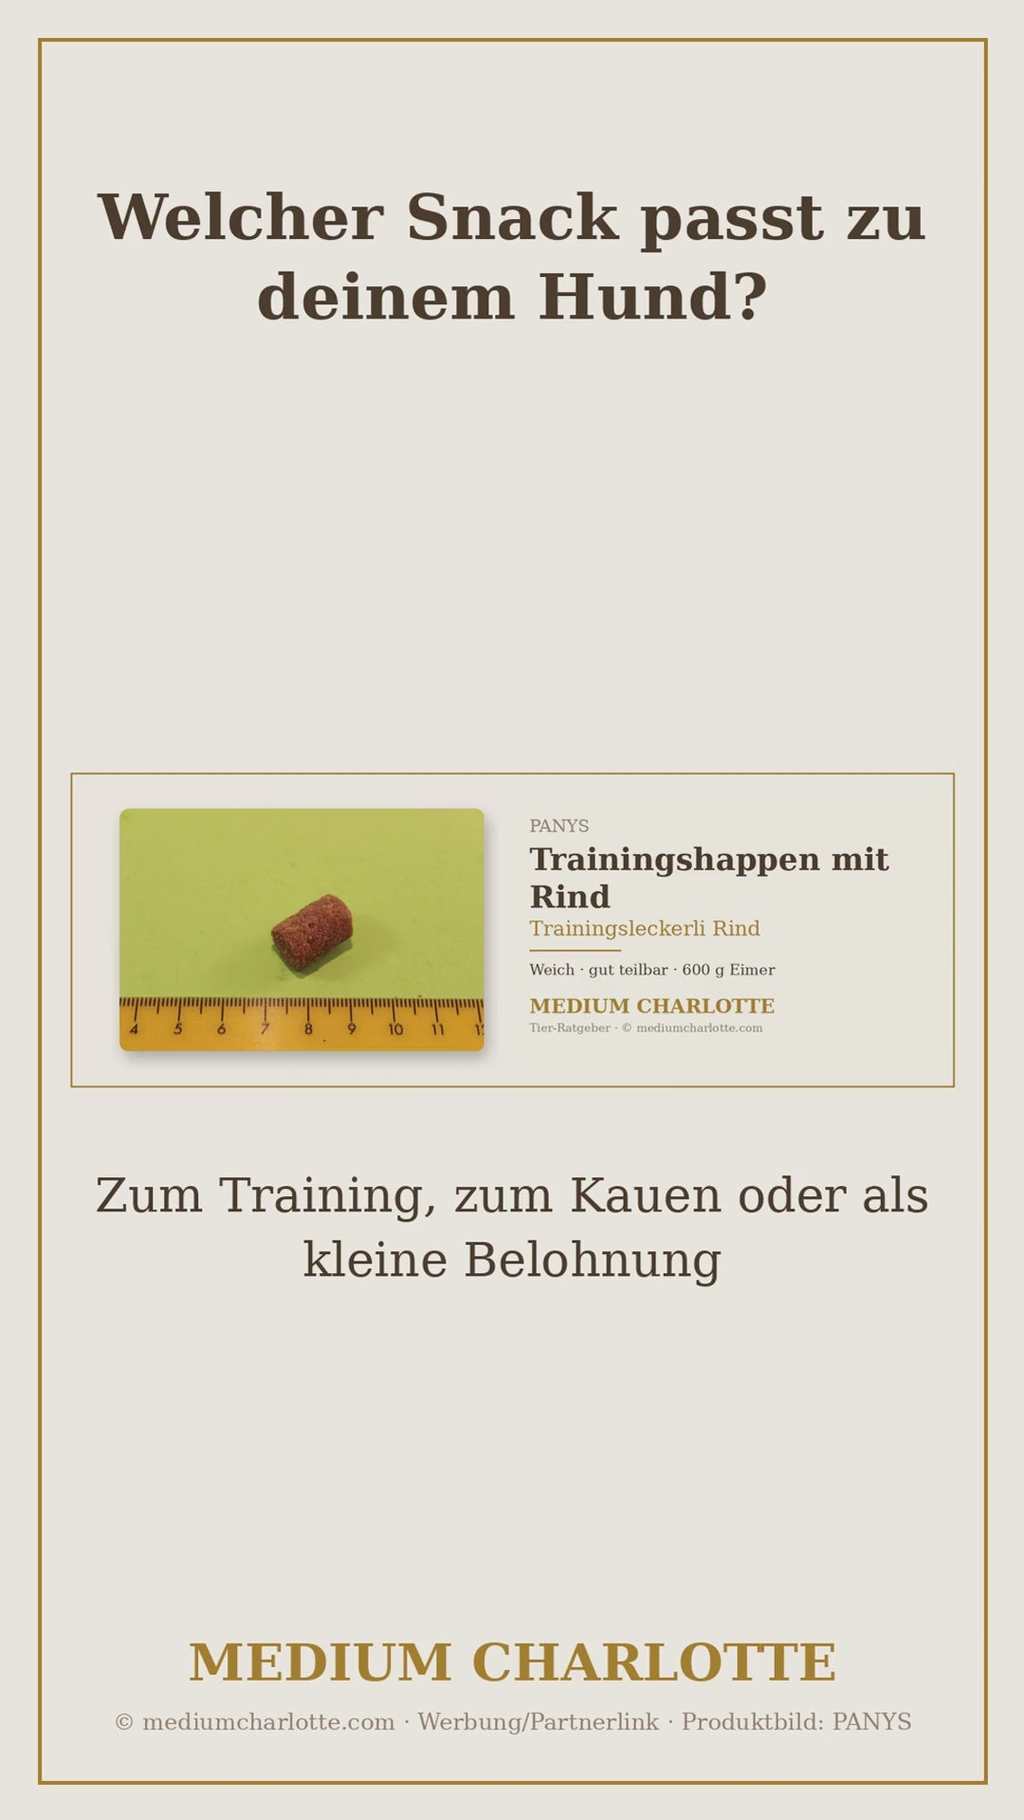 Welcher Snack passt zu
deinem Hund?
PANYS
Trainingshappen mit
Rind
Trainingsleckerli Rind
Weich · gut teilbar · 600 g Eimer
MEDIUM CHARLOTTE
Tier-Ratgeber · © mediumcharlotte.com
4 5 6 7 8 9 10 11
Zum Training, zum Kauen oder als
kleine Belohnung
MEDIUM CHARLOTTE
© mediumcharlotte.com · Werbung/Partnerlink · Produktbild: PANYS